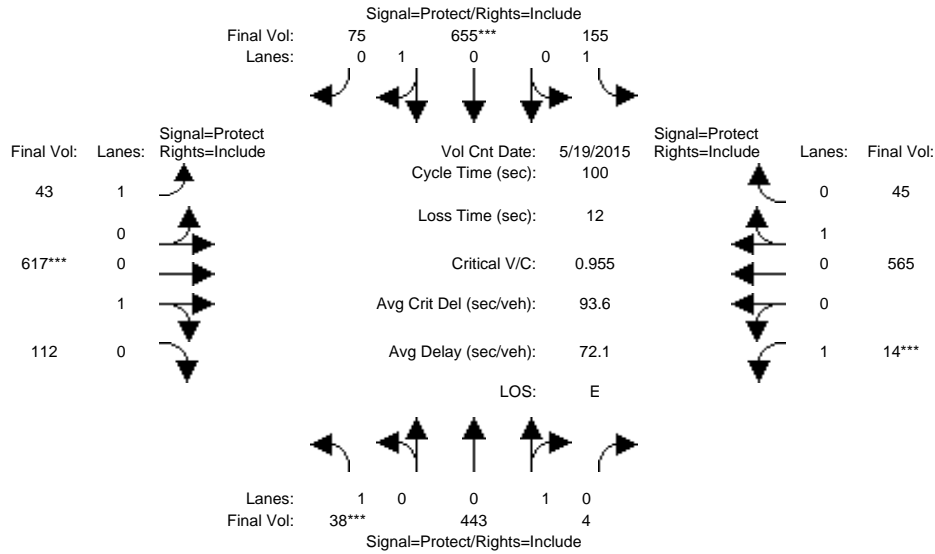 Signal=Protect/Rights=Include
Final Vol: 75 655*** 155
Lanes: 0 1 0 0 1
Signal=Protect
Final Vol: Lanes: Rights=Include
Vol Cnt Date: 5/19/2015
Signal=Protect
Rights=Include Lanes: Final Vol:
Cycle Time (sec): 100
43 1
0 45
Loss Time (sec): 12
0
1
617*** 0
Critical V/C: 0.955
0 565
1
Avg Crit Del (sec/veh): 93.6
0
112 0
Avg Delay (sec/veh): 72.1
1 14***
LOS: E
Lanes: 1 0 0 1 0
Final Vol: 38*** 443 4
Signal=Protect/Rights=Include